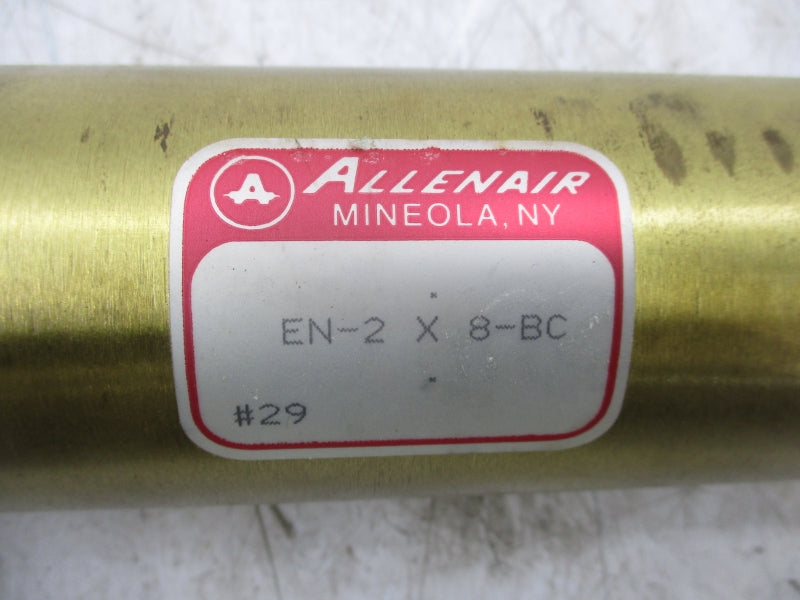 A ALLENAIR
MINEOLA, NY
EN-2 X 8-BC
#29